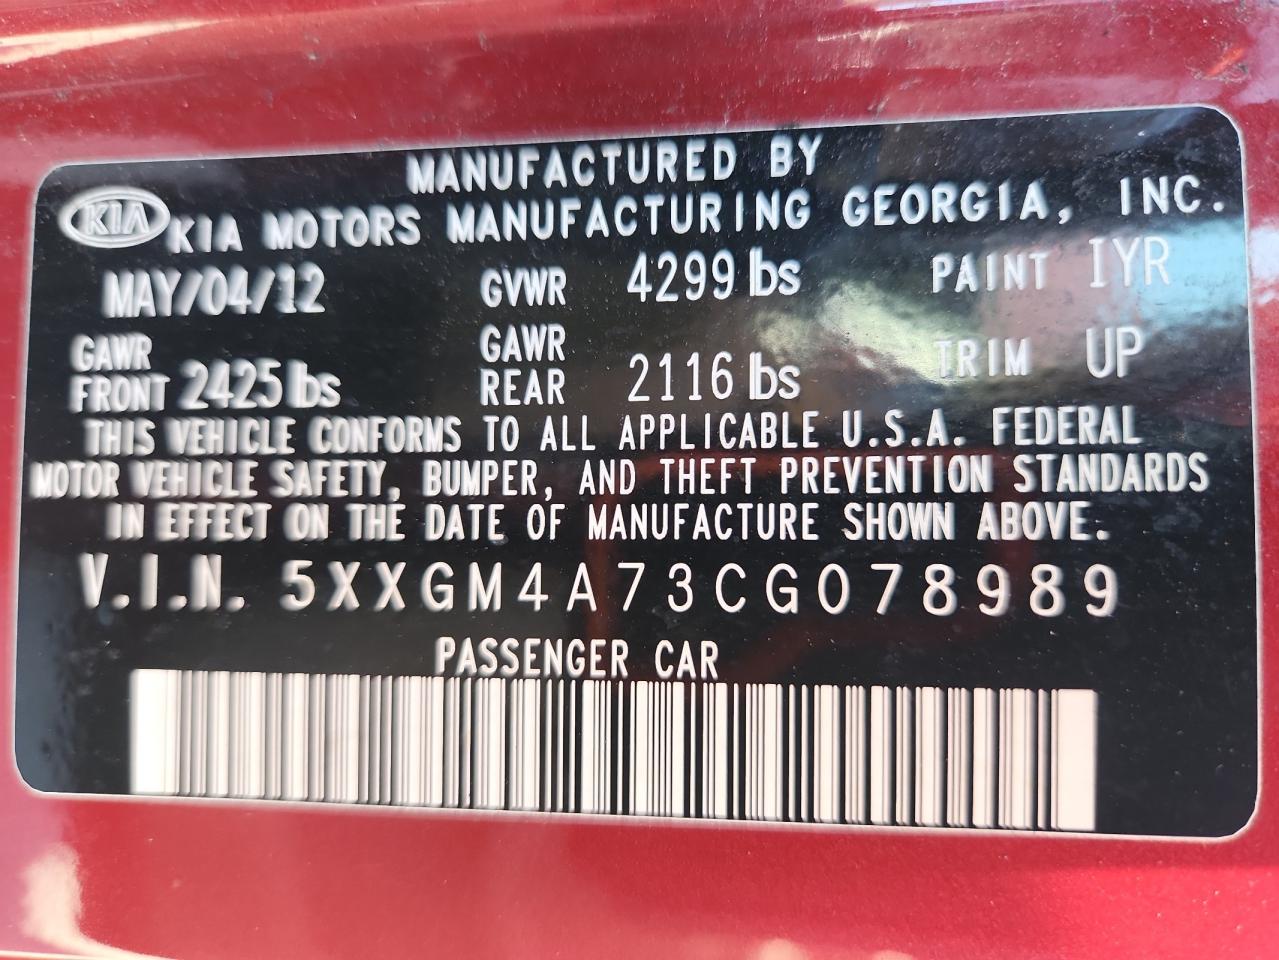 MANUFACTURED BY
KIA KIA MOTORS MANUFACTURING GEORGIA, INC.
MAY/04/12 GVWR 4299 lbs PAINT IYR
GAWR FRONT 2425 lbs GAWR REAR 2116 lbs TRIM UP
THIS VEHICLE CONFORMS TO ALL APPLICABLE U.S.A. FEDERAL
MOTOR VEHICLE SAFETY, BUMPER, AND THEFT PREVENTION STANDARDS
IN EFFECT ON THE DATE OF MANUFACTURE SHOWN ABOVE.
V.I.N. 5XXGM4A73CG078989
PASSENGER CAR